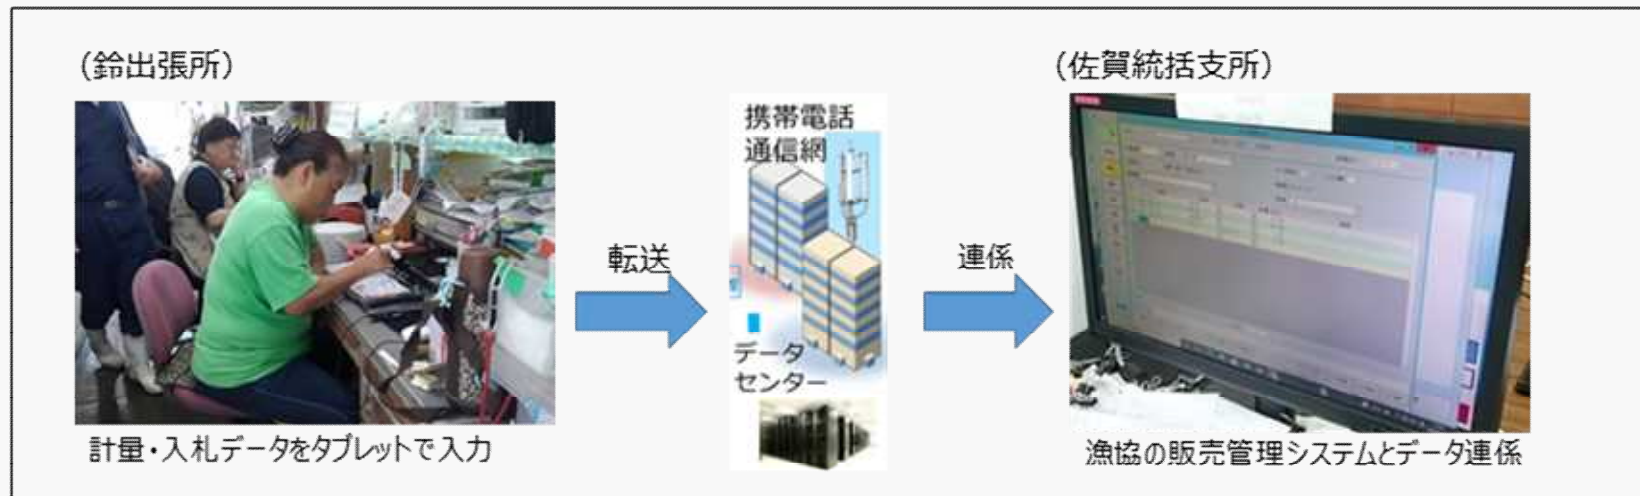 (鈴出張所)
(佐賀統括支所)
携帯電話
通信網
転送
連係
データ
センター
計量・入札データをタブレットで入力
漁協の販売管理システムとデータ連係